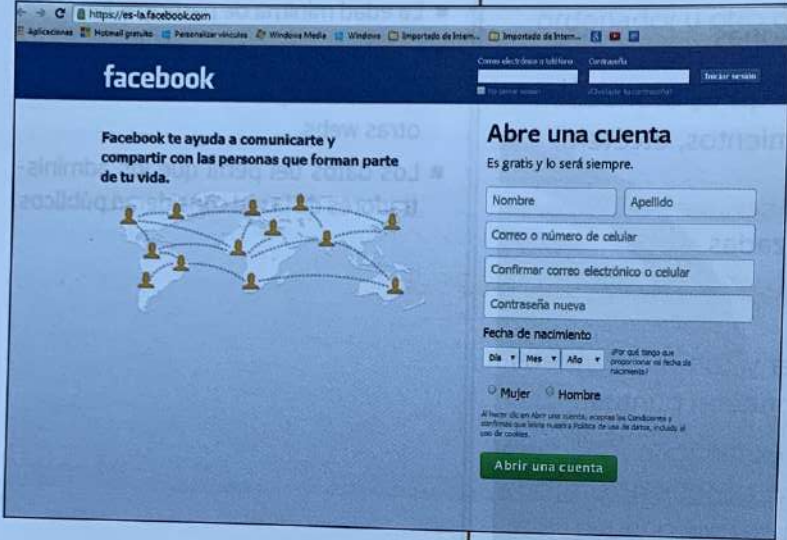 https://es-la.facebook.com
Aplicaciones Hotmail gratuito Personalizar vínculos Windows Media Windows Importado de Intern... Importado de Intern...
facebook
Correo electrónico o teléfono Contraseña
Iniciar sesión
No cerrar sesión ¿Olvidaste tu contraseña?
Facebook te ayuda a comunicarte y
compartir con las personas que forman parte
de tu vida.
Abre una cuenta
Es gratis y lo será siempre.
Nombre Apellido
Correo o número de celular
Confirmar correo electrónico o celular
Contraseña nueva
Fecha de nacimiento
Día Mes Año
¿Por qué tengo que
proporcionar mi fecha de
nacimiento?
Mujer Hombre
Al hacer clic en Abrir una cuenta, aceptas las Condiciones y
confirmas que leíste nuestra Política de uso de datos, incluido el
uso de cookies.
Abrir una cuenta